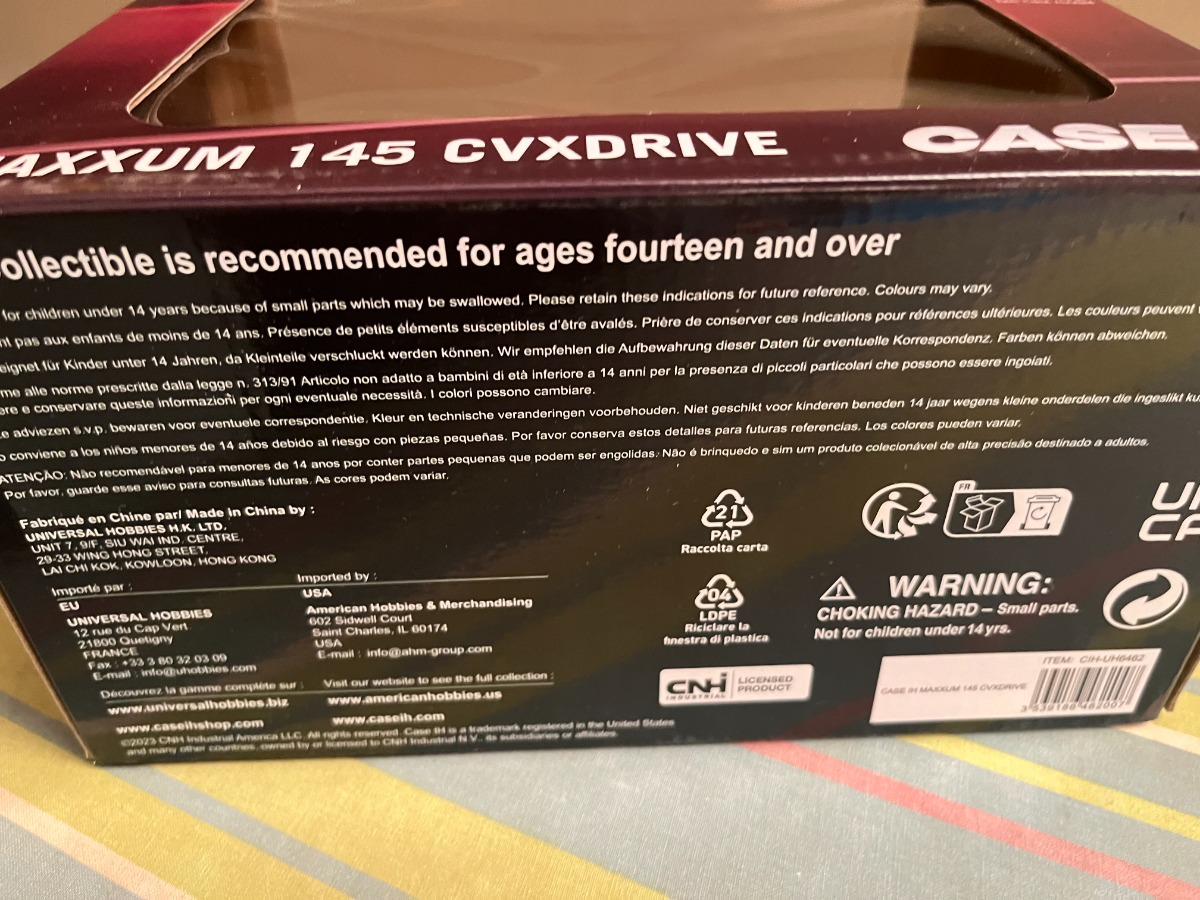 MAXXUM 145 CVXDRIVE
CASE
ollectible is recommended for ages fourteen and over
for children under 14 years because of small parts which may be swallowed. Please retain these indications for future reference. Colours may vary.
nt pas aux enfants de moins de 14 ans. Présence de petits éléments susceptibles d'être avalés. Prière de conserver ces indications pour références ultérieures. Les couleurs peuvent
eignet für Kinder unter 14 Jahren, da Kleinteile verschluckt werden können. Wir empfehlen die Aufbewahrung dieser Daten für eventuelle Korrespondenz. Farben können abweichen.
me alle norme prescritte dalla legge n. 313/91 Articolo non adatto a bambini di età inferiore a 14 anni per la presenza di piccoli particolari che possono essere ingoiati.
ere e conservare queste informazioñi per ogni eventuale necessità. I colori possono cambiare.
e adviezen s.v.p. bewaren voor eventuele correspondentie. Kleur en technische veranderingen voorbehouden. Niet geschikt voor kinderen beneden 14 jaar wegens kleine onderdelen die ingeslikt ku
o conviene a los niños menores de 14 años debido al riesgo con piezas pequeñas. Por favor conserva estos detalles para futuras referencias. Los colores pueden variar.
ATENÇÃO: Não recomendável para menores de 14 anos por conter partes pequenas que podem ser engolidas. Não é brinquedo e sim um produto colecionável de alta precisão destinado a adultos.
Por favor, guarde esse aviso para consultas futuras. As cores podem variar.
Fabriqué en Chine par/ Made in China by :
UNIVERSAL HOBBIES H.K. LTD.
UNIT 7, 9/F, SIU WAI IND. CENTRE,
29-33 WING HONG STREET,
LAI CHI KOK, KOWLOON, HONG KONG
Importé par :
EU
UNIVERSAL HOBBIES
12 rue du Cap Vert
21800 Quetigny
FRANCE
Fax : +33 3 80 32 03 09
E-mail : info@uhobbies.com
Découvrez la gamme complète sur :
www.universalhobbies.biz
www.caseihshop.com
Imported by :
USA
American Hobbies & Merchandising
602 Sidwell Court
Saint Charles, IL 60174
USA
E-mail : info@ahm-group.com
Visit our website to see the full collection :
www.americanhobbies.us
www.caseih.com
©2023 CNH Industrial America LLC. All rights reserved. Case IH is a trademark registered in the United States
and many other countries, owned by or licensed to CNH Industrial N.V., its subsidiaries or affiliates.
21
PAP
Raccolta carta
04
LDPE
Riciclare la
finestra di plastica
CNH
INDUSTRIAL
LICENSED
PRODUCT
FR
UK
CA
WARNING:
CHOKING HAZARD – Small parts.
Not for children under 14 yrs.
ITEM: CIH-UH6462
CASE IH MAXXUM 145 CVXDRIVE
3 539186 462007